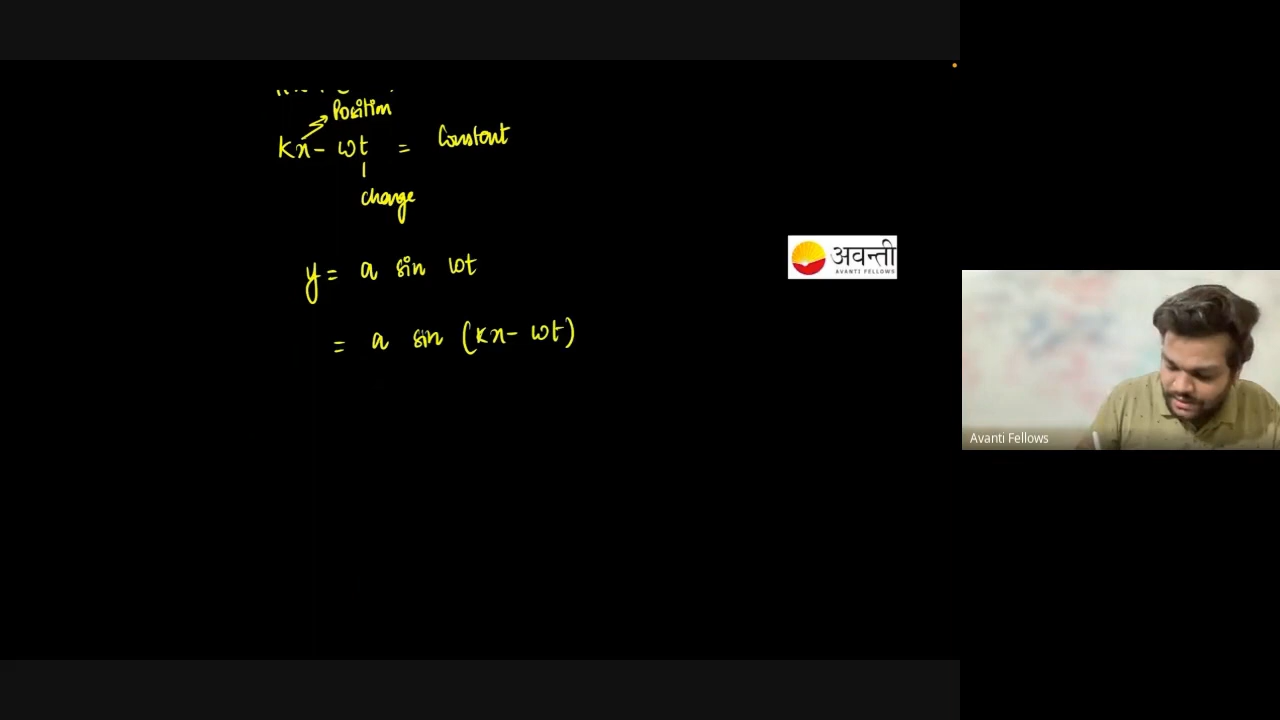 Position
Kx - ωt = Constant
change
y = a sin ωt
= a sin (Kx - ωt)
अवन्ती
AVANTI FELLOWS
Avanti Fellows